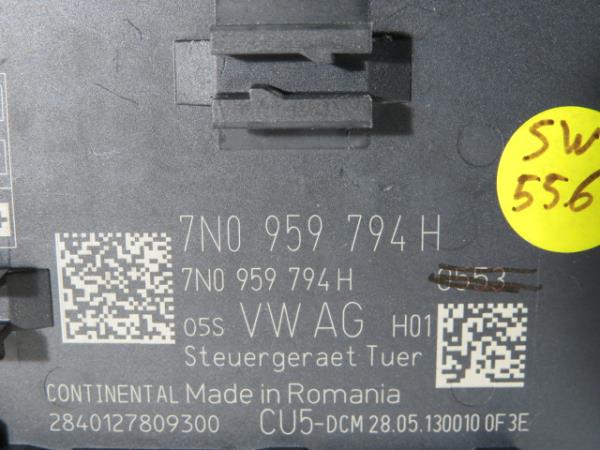 SW
556
7N0 959 794 H
7N0 959 794 H 0553
05S VW AG H01
Steuergeraet Tuer
CONTINENTAL Made in Romania
2840127809300 CU5-DCM 28.05.130010 0F3E